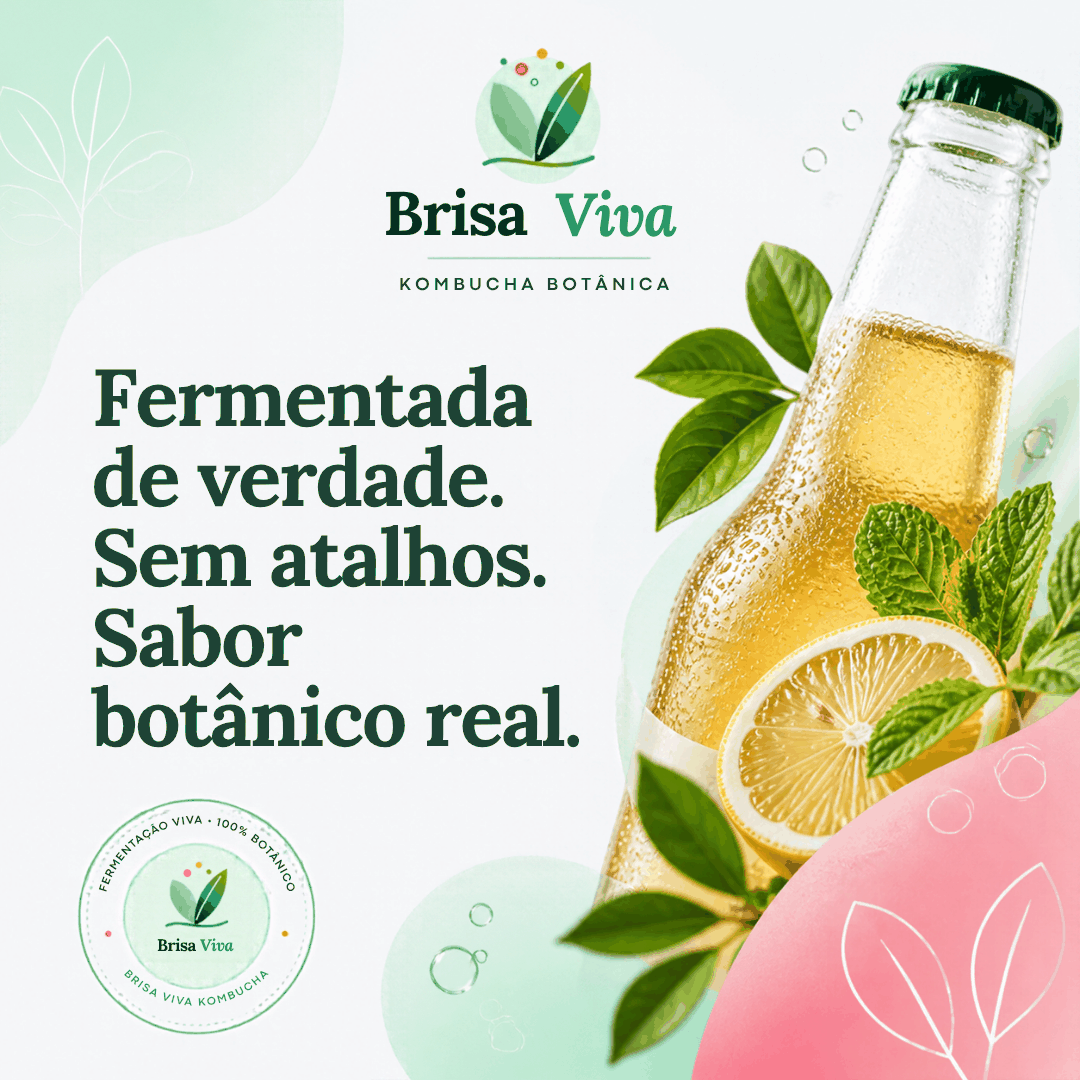 Brisa Viva
KOMBUCHA BOTÂNICA
Fermentada
de verdade.
Sem atalhos.
Sabor
botânico real.
FERMENTAÇÃO VIVA • 100% BOTÂNICO
Brisa Viva
BRISA VIVA KOMBUCHA